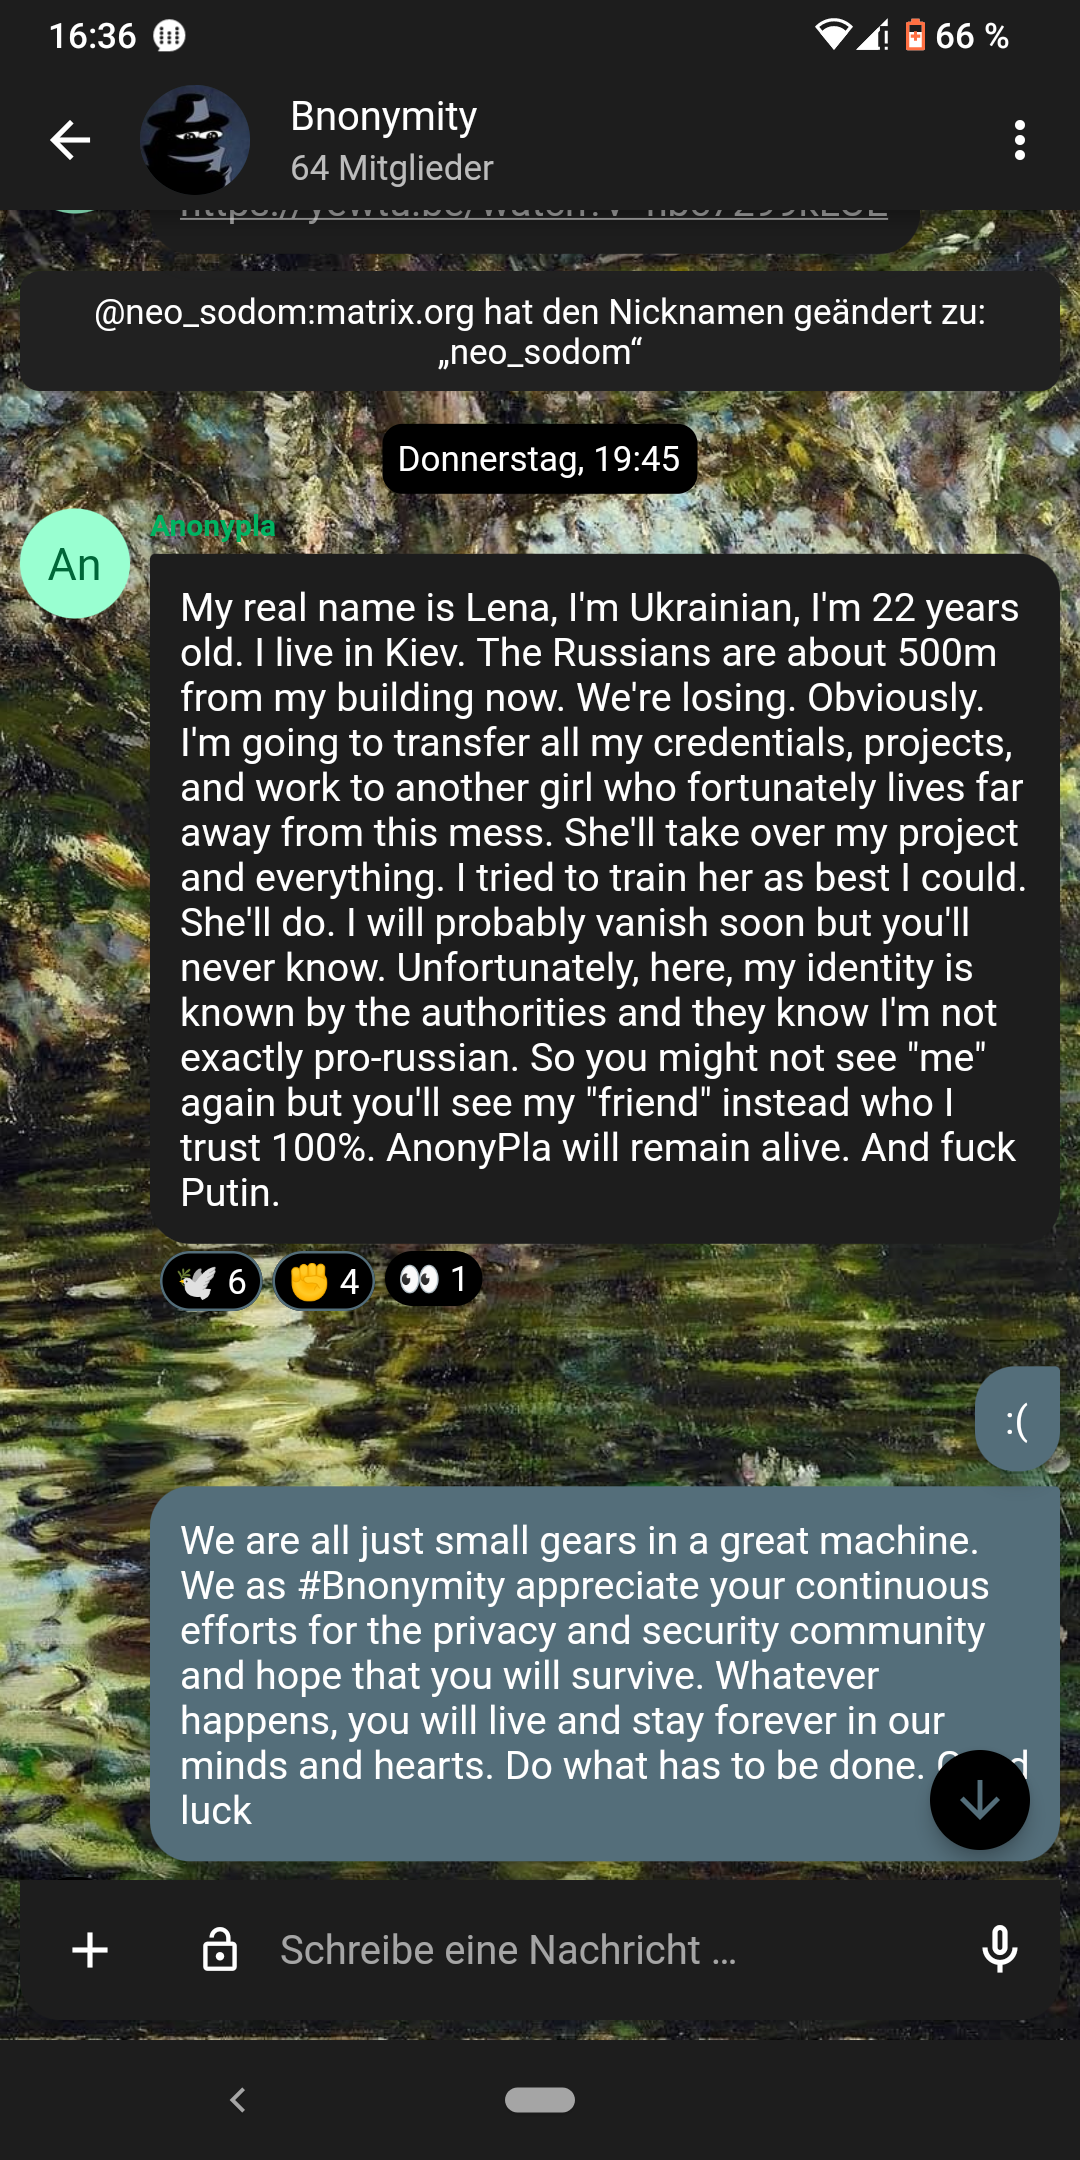 16:36
66 %
Bnonymity
64 Mitglieder
@neo_sodom:matrix.org hat den Nicknamen geändert zu:
„neo_sodom“
Donnerstag, 19:45
Anonypla
An
My real name is Lena, I'm Ukrainian, I'm 22 years
old. I live in Kiev. The Russians are about 500m
from my building now. We're losing. Obviously.
I'm going to transfer all my credentials, projects,
and work to another girl who fortunately lives far
away from this mess. She'll take over my project
and everything. I tried to train her as best I could.
She'll do. I will probably vanish soon but you'll
never know. Unfortunately, here, my identity is
known by the authorities and they know I'm not
exactly pro-russian. So you might not see "me"
again but you'll see my "friend" instead who I
trust 100%. AnonyPla will remain alive. And fuck
Putin.
🕊 6 ✊ 4 👀 1
:(
We are all just small gears in a great machine.
We as #Bnonymity appreciate your continuous
efforts for the privacy and security community
and hope that you will survive. Whatever
happens, you will live and stay forever in our
minds and hearts. Do what has to be done.
luck
Schreibe eine Nachricht ...